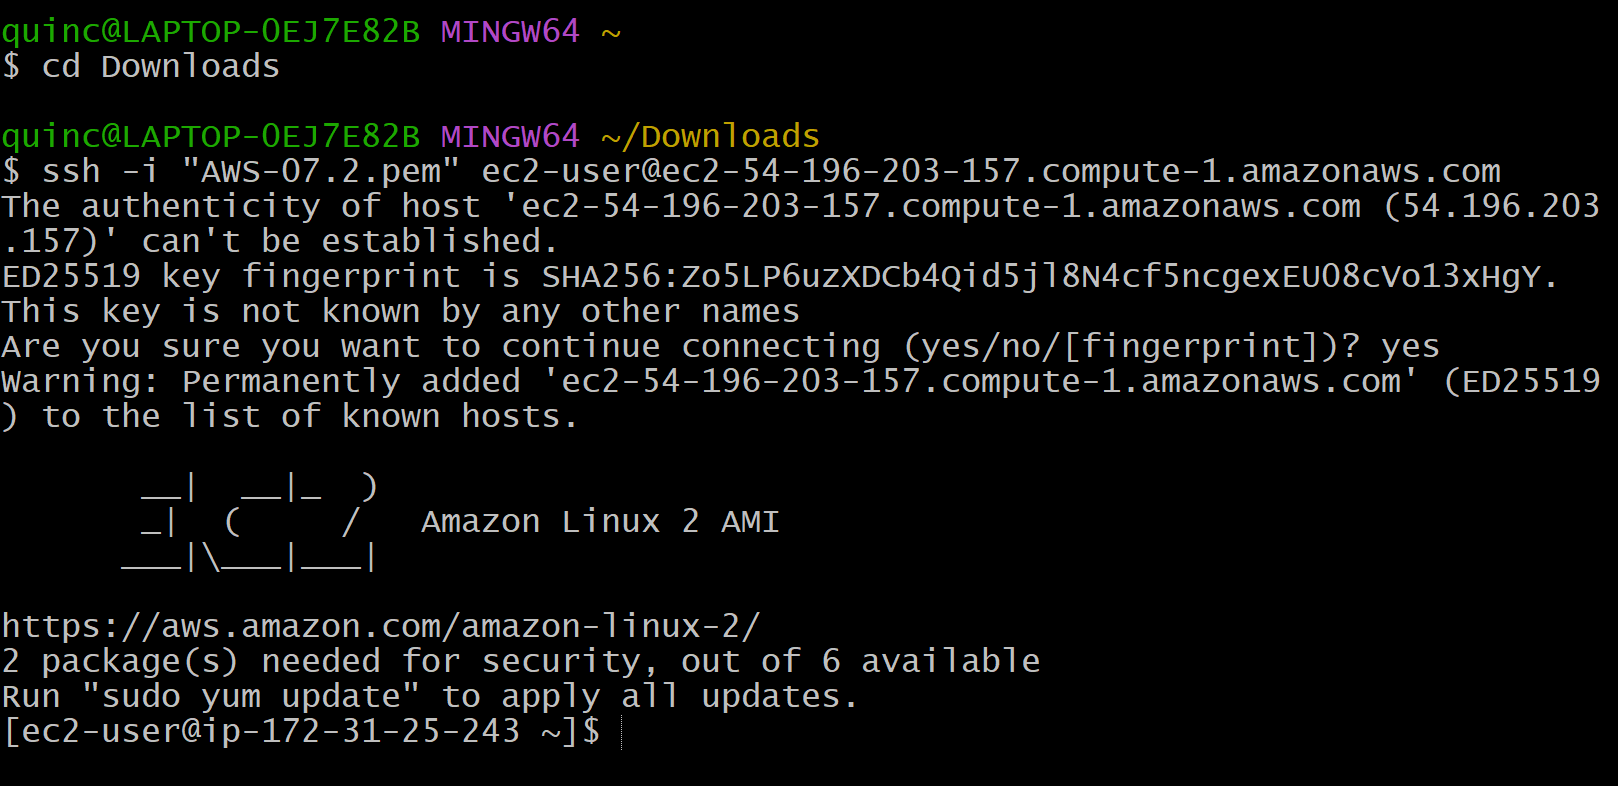 quinc@LAPTOP-OEJ7E82B MINGW64 ~
$ cd Downloads
quinc@LAPTOP-OEJ7E82B MINGW64 ~/Downloads
$ ssh -i "AWS-07.2.pem" ec2-user@ec2-54-196-203-157.compute-1.amazonaws.com
The authenticity of host 'ec2-54-196-203-157.compute-1.amazonaws.com (54.196.203
.157)' can't be established.
ED25519 key fingerprint is SHA256:Zo5LP6uzXDCb4Qid5jl8N4cf5ncgexEU08cVo13xHgY.
This key is not known by any other names
Are you sure you want to continue connecting (yes/no/[fingerprint])? yes
Warning: Permanently added 'ec2-54-196-203-157.compute-1.amazonaws.com' (ED25519
) to the list of known hosts.
       __|  __|_  )
       _|  (     /   Amazon Linux 2 AMI
      ___|\___|___|
https://aws.amazon.com/amazon-linux-2/
2 package(s) needed for security, out of 6 available
Run "sudo yum update" to apply all updates.
[ec2-user@ip-172-31-25-243 ~]$